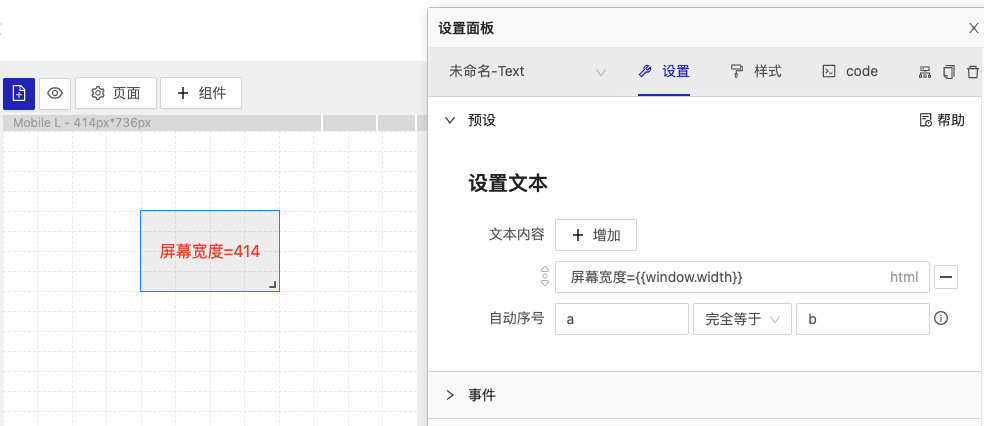 设置面板
未命名-Text 设置 样式 code
页面 组件
Mobile L - 414px*736px
预设 帮助
设置文本
文本内容 增加
屏幕宽度=414
屏幕宽度={{window.width}} html
自动序号 a 完全等于 b
事件